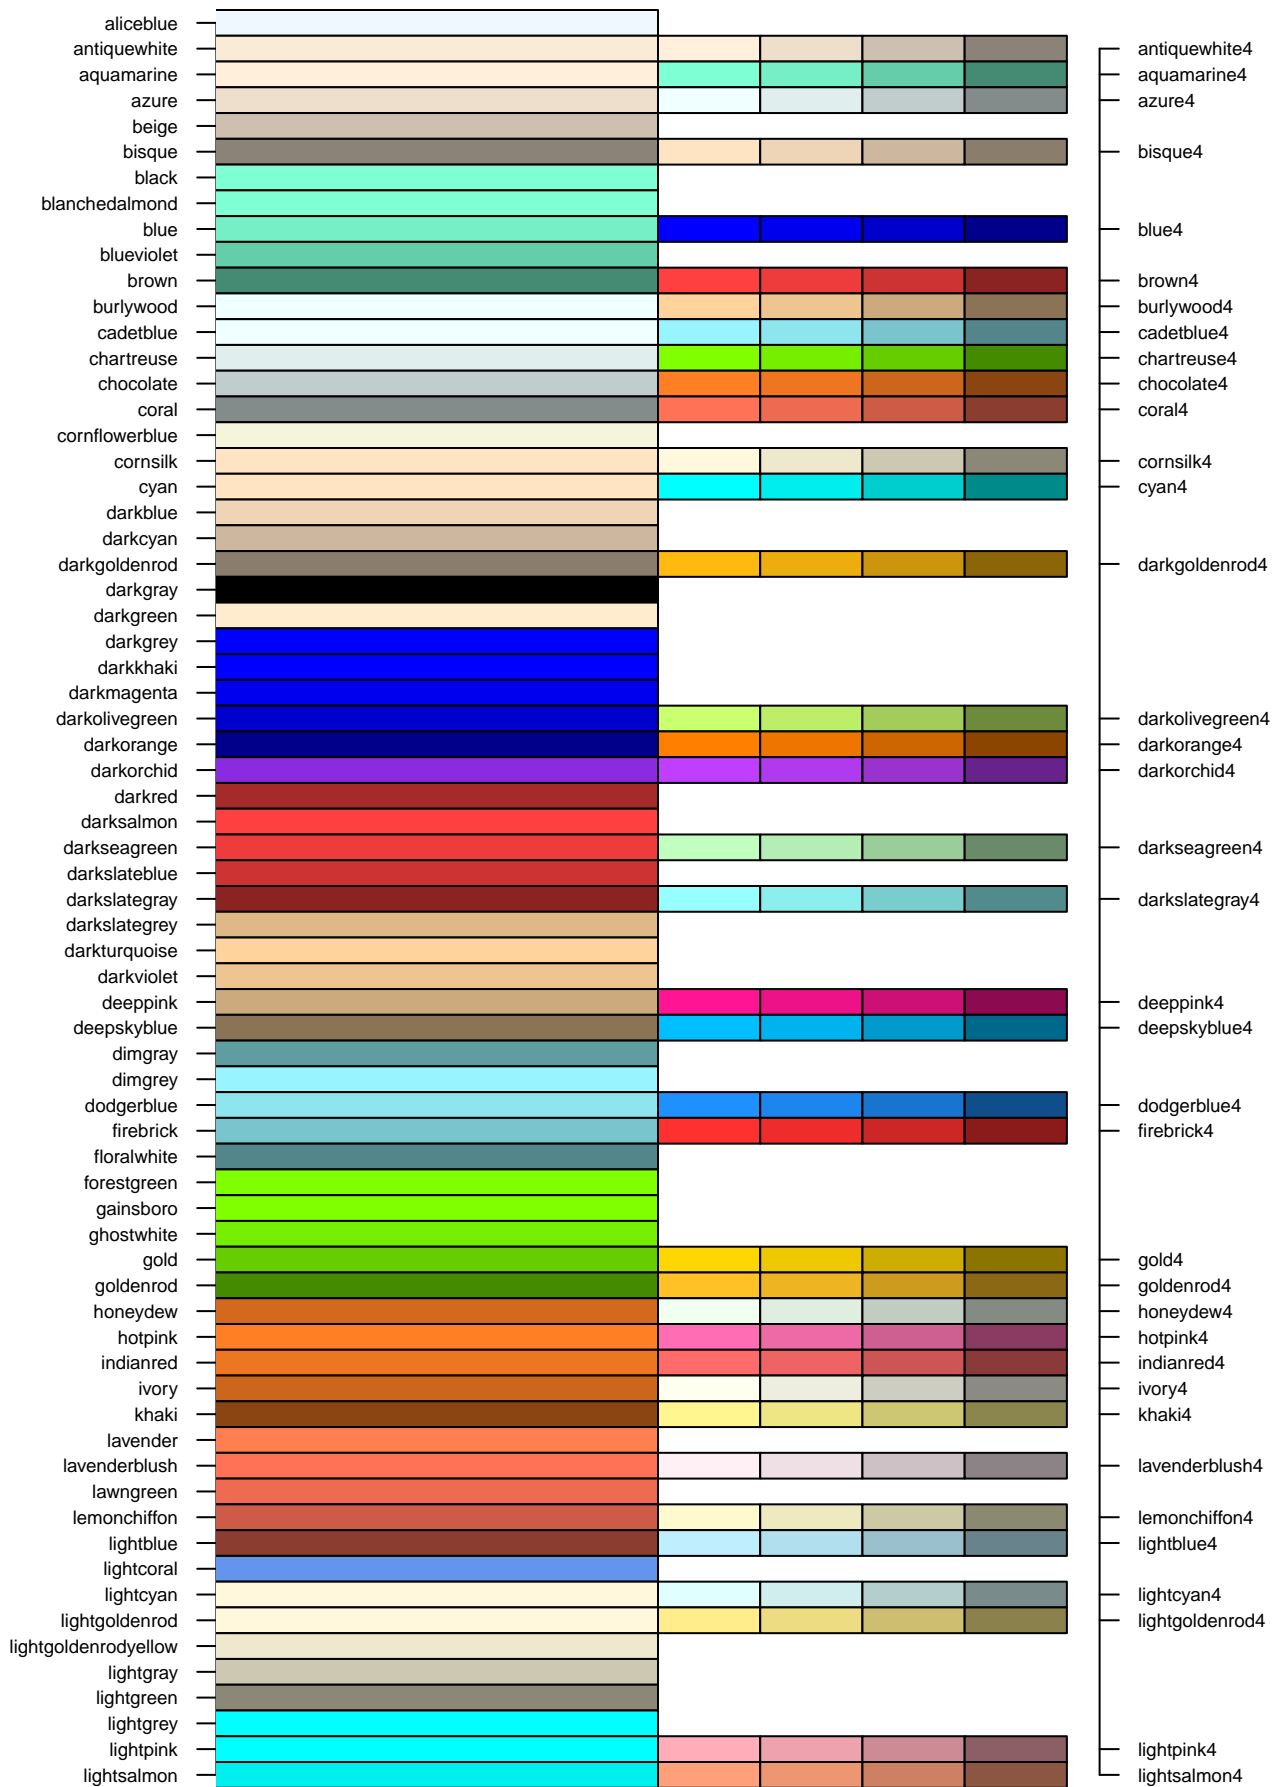 aliceblue
antiquewhite antiquewhite4
aquamarine aquamarine4
azure azure4
beige
bisque bisque4
black
blanchedalmond
blue blue4
blueviolet
brown brown4
burlywood burlywood4
cadetblue cadetblue4
chartreuse chartreuse4
chocolate chocolate4
coral coral4
cornflowerblue
cornsilk cornsilk4
cyan cyan4
darkblue
darkcyan
darkgoldenrod darkgoldenrod4
darkgray
darkgreen
darkgrey
darkkhaki
darkmagenta
darkolivegreen darkolivegreen4
darkorange darkorange4
darkorchid darkorchid4
darkred
darksalmon
darkseagreen darkseagreen4
darkslateblue
darkslategray darkslategray4
darkslategrey
darkturquoise
darkviolet
deeppink deeppink4
deepskyblue deepskyblue4
dimgray
dimgrey
dodgerblue dodgerblue4
firebrick firebrick4
floralwhite
forestgreen
gainsboro
ghostwhite
gold gold4
goldenrod goldenrod4
honeydew honeydew4
hotpink hotpink4
indianred indianred4
ivory ivory4
khaki khaki4
lavender
lavenderblush lavenderblush4
lawngreen
lemonchiffon lemonchiffon4
lightblue lightblue4
lightcoral
lightcyan lightcyan4
lightgoldenrod lightgoldenrod4
lightgoldenrodyellow
lightgray
lightgreen
lightgrey
lightpink lightpink4
lightsalmon lightsalmon4